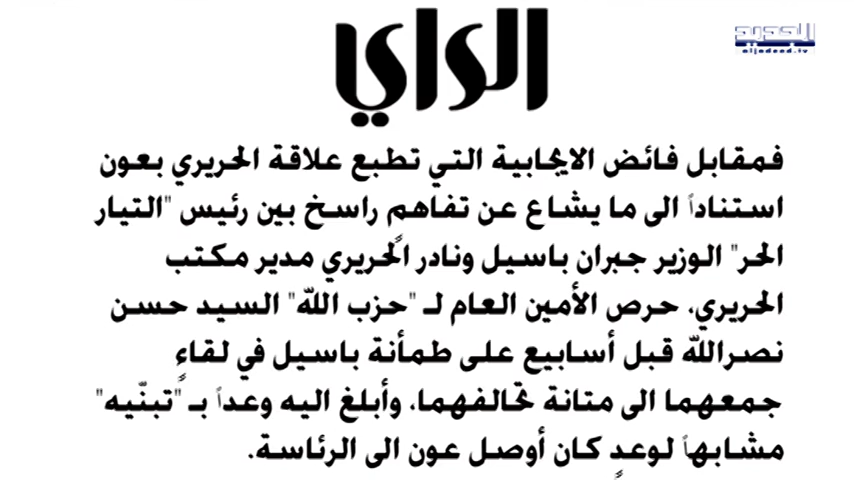 الراي
الجديد
aljadeed.tv
فمقابل فائض الايجابية التي تطبع علاقة الحريري بعون
استناداً الى ما يشاع عن تفاهم راسخ بين رئيس "التيار
الحر" الوزير جبران باسيل ونادر الحريري مدير مكتب
الحريري، حرص الأمين العام لـ "حزب الله" السيد حسن
نصرالله قبل أسابيع على طمأنة باسيل في لقاءٍ
جمعهما الى متانة تحالفهما، وأبلغ اليه وعداً بـ "تبنّيه"
مشابهاً لوعدٍ كان أوصل عون الى الرئاسة.